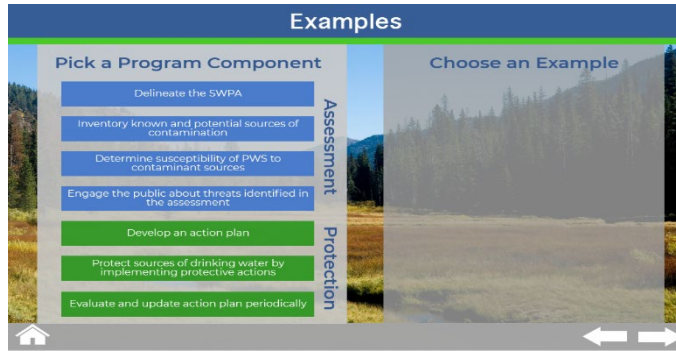 Examples
Pick a Program Component
Delineate the SWPA
Inventory known and potential sources of
contamination
Determine susceptibility of PWS to
contaminant sources
Engage the public about threats identified in
the assessment
Assessment
Develop an action plan
Protect sources of drinking water by
implementing protective actions
Evaluate and update action plan periodically
Protection
Choose an Example